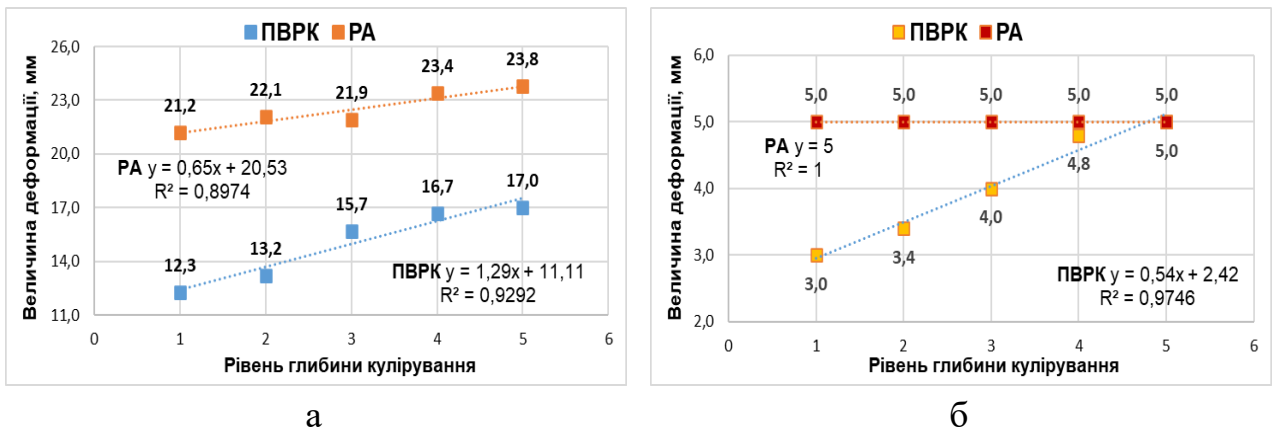 ПВРК РА
26,0
23,0
20,0
17,0
14,0
11,0
Величина деформації, мм
21,2
22,1
21,9
23,4
23,8
РА y = 0,65x + 20,53
R² = 0,8974
12,3
13,2
15,7
16,7
17,0
ПВРК y = 1,29x + 11,11
R² = 0,9292
0 1 2 3 4 5 6
Рівень глибини кулірування
а
ПВРК РА
6,0
5,0
4,0
3,0
2,0
Величина деформації, мм
5,0 5,0 5,0 5,0 5,0
РА y = 5
R² = 1
3,0
3,4
4,0
4,8
5,0
ПВРК y = 0,54x + 2,42
R² = 0,9746
0 1 2 3 4 5 6
Рівень глибини кулірування
б